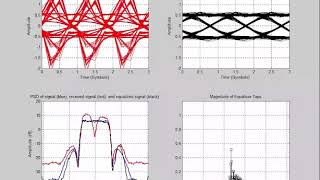 Amplitude
Time (Symbols)
Amplitude
Time (Symbols)
PSD of signal (blue), received signal (red), and equalized signal (black)
Magnitude of Equalizer Taps
Amplitude (dB)
Amplitude